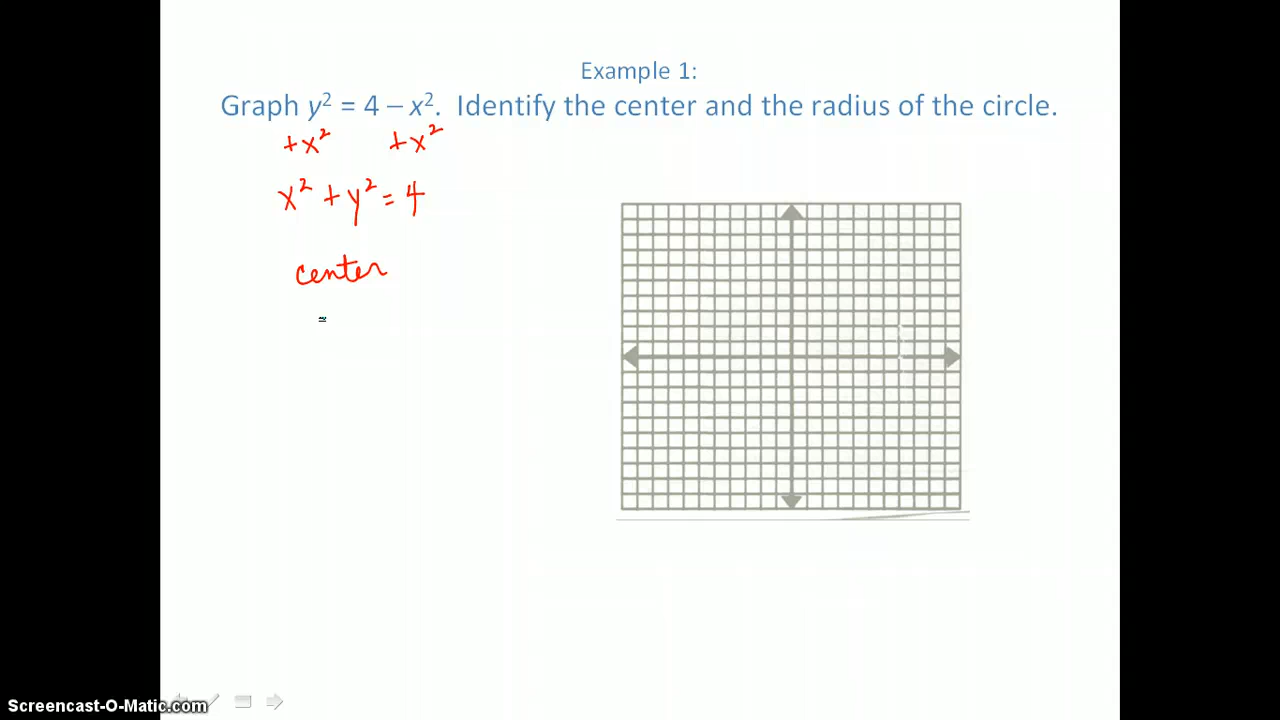 Example 1:
Graph y² = 4 – x². Identify the center and the radius of the circle.
+x² +x²
x² + y² = 4
center
=
Screencast-O-Matic.com